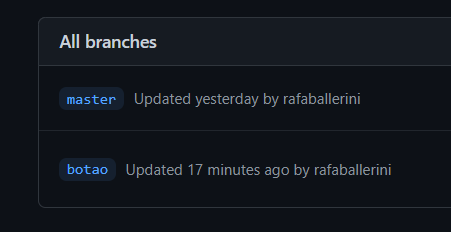 All branches
master Updated yesterday by rafaballerini
botao Updated 17 minutes ago by rafaballerini